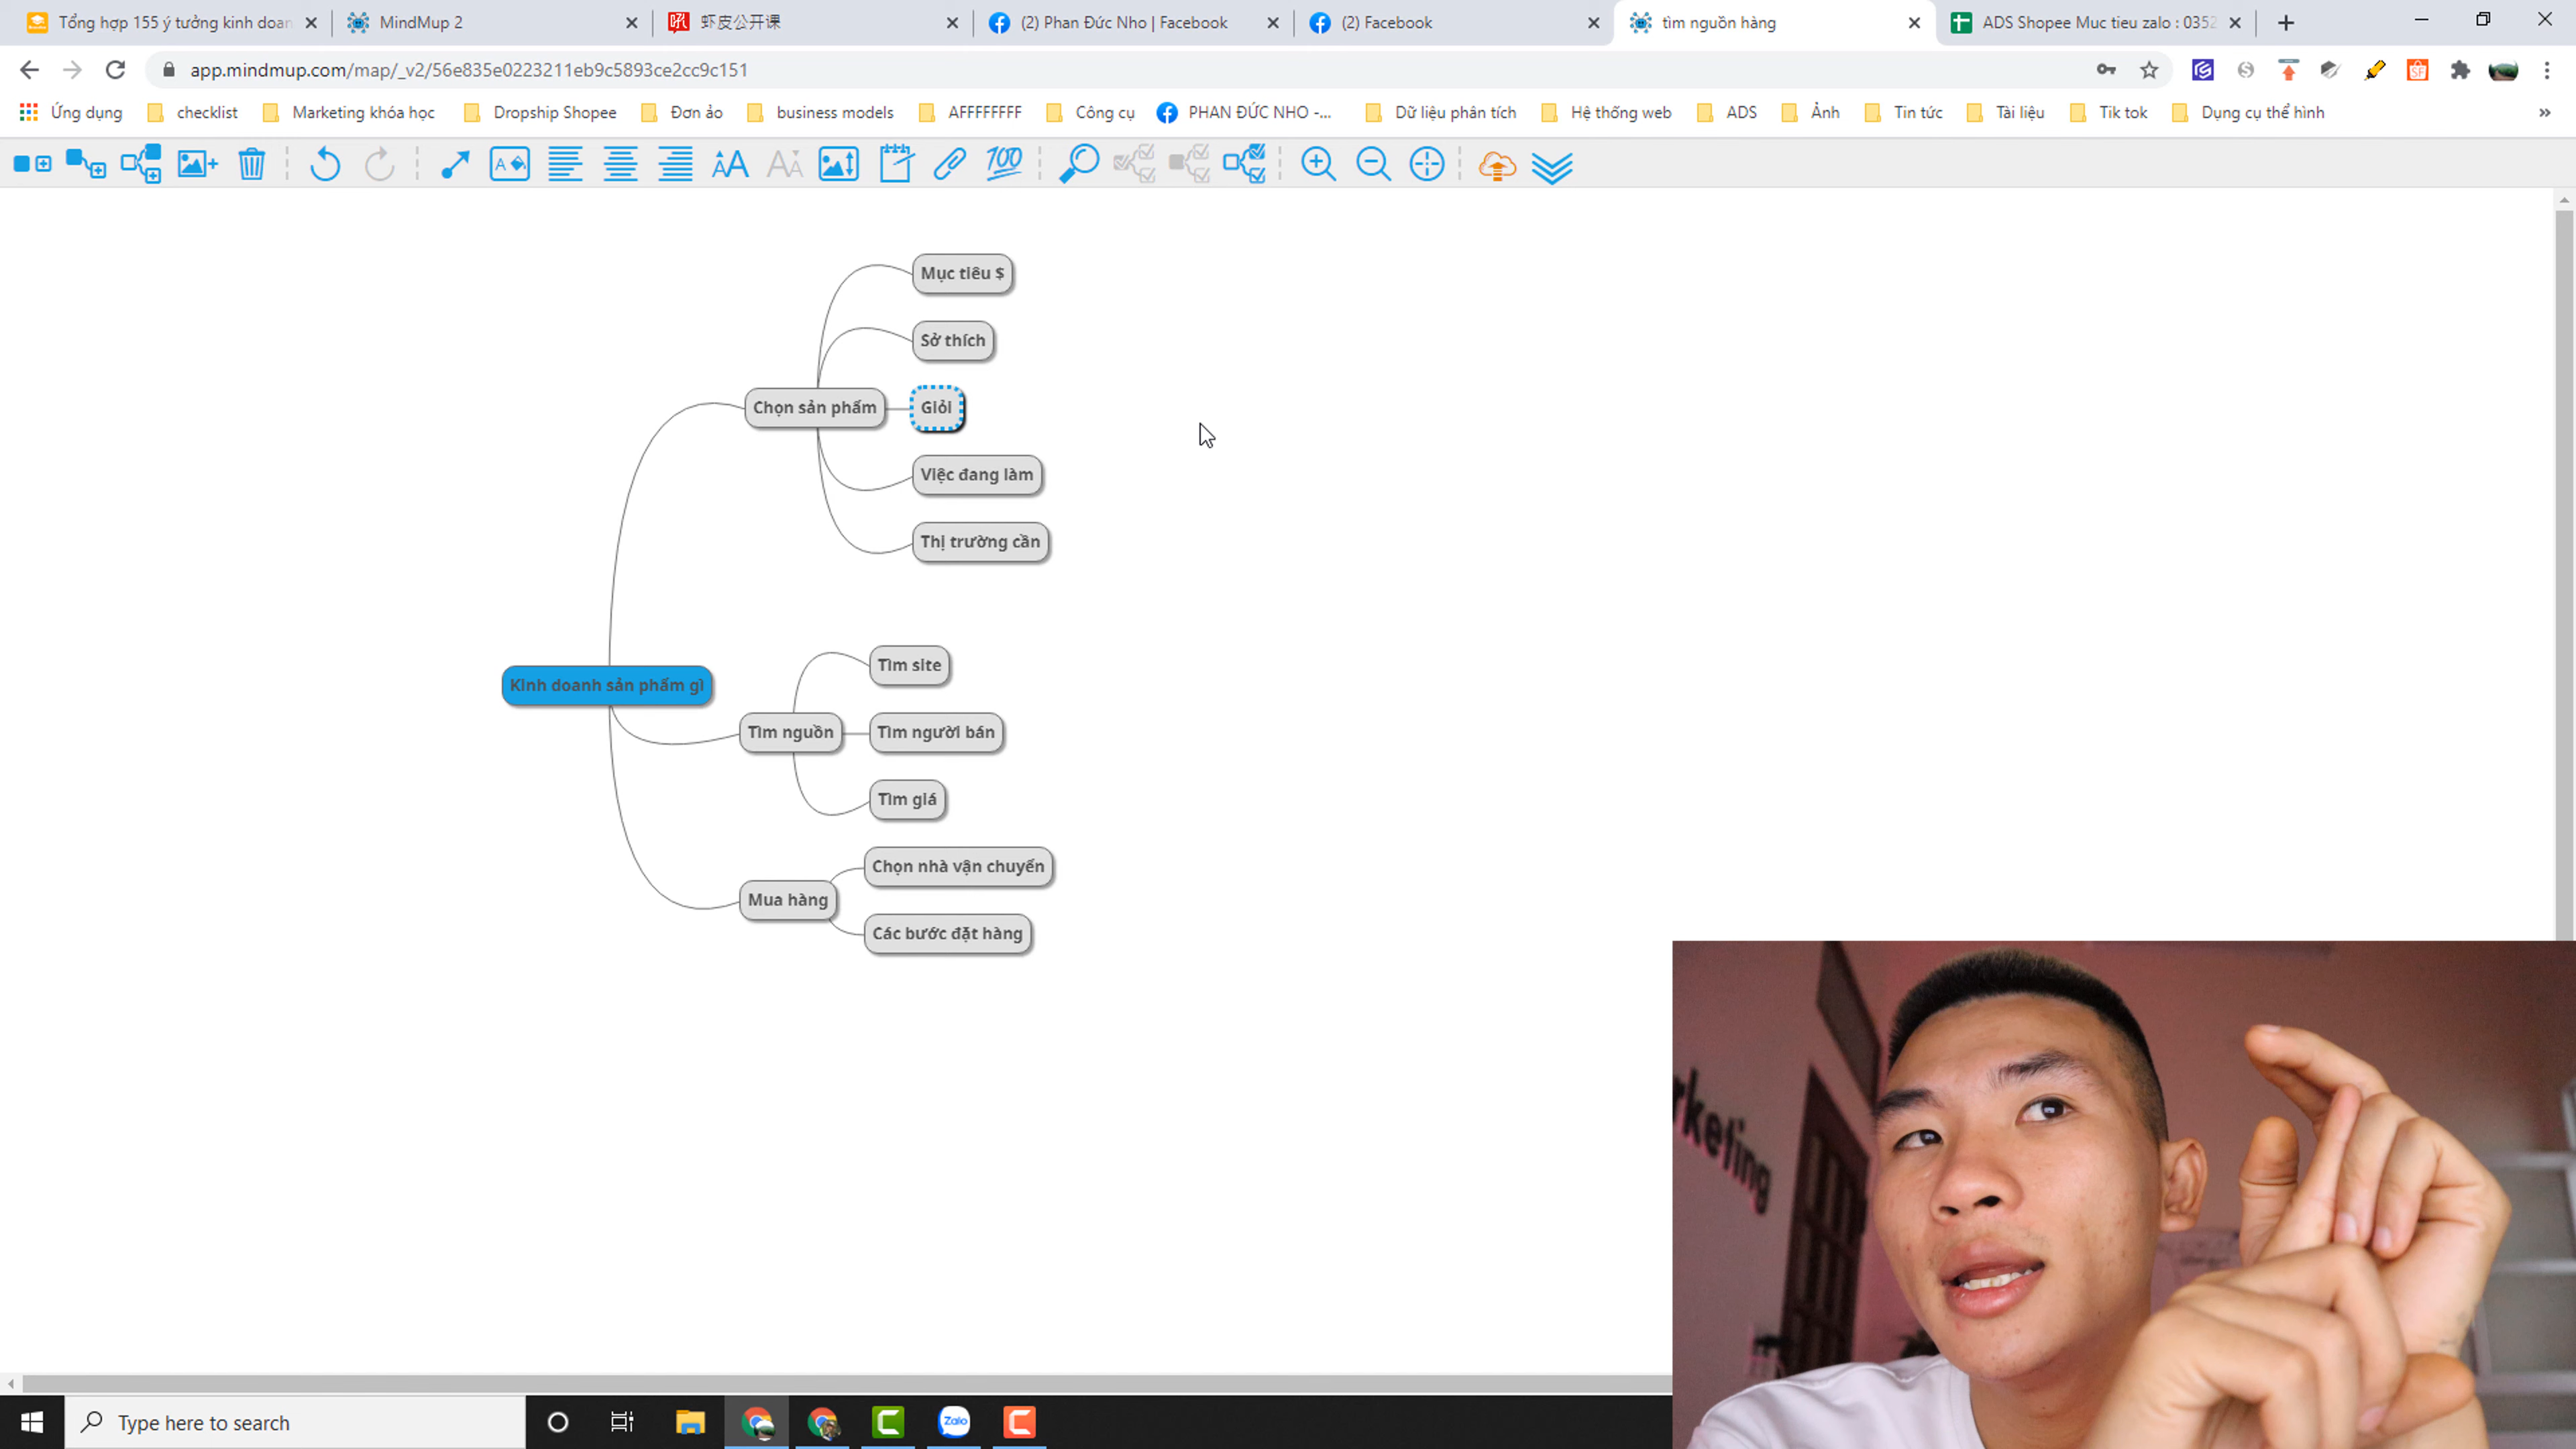 Tổng hợp 155 ý tưởng kinh doan
MindMup 2
虾皮公开课
(2) Phan Đức Nho | Facebook
(2) Facebook
tìm nguồn hàng
ADS Shopee Muc tieu zalo : 0352
app.mindmup.com/map/_v2/56e835e0223211eb9c5893ce2cc9c151
Ứng dụng
checklist
Marketing khóa học
Dropship Shopee
Đơn ảo
business models
AFFFFFFFF
Công cụ
PHAN ĐỨC NHO -...
Dữ liệu phân tích
Hệ thống web
ADS
Ảnh
Tin tức
Tài liệu
Tik tok
Dụng cụ thể hình
Mục tiêu $
Sở thích
Chọn sản phẩm
Giỏi
Việc đang làm
Thị trường cần
Kinh doanh sản phẩm gì
Tìm site
Tìm nguồn
Tìm người bán
Tìm giá
Chọn nhà vận chuyển
Mua hàng
Các bước đặt hàng
rketing
Type here to search
Zalo